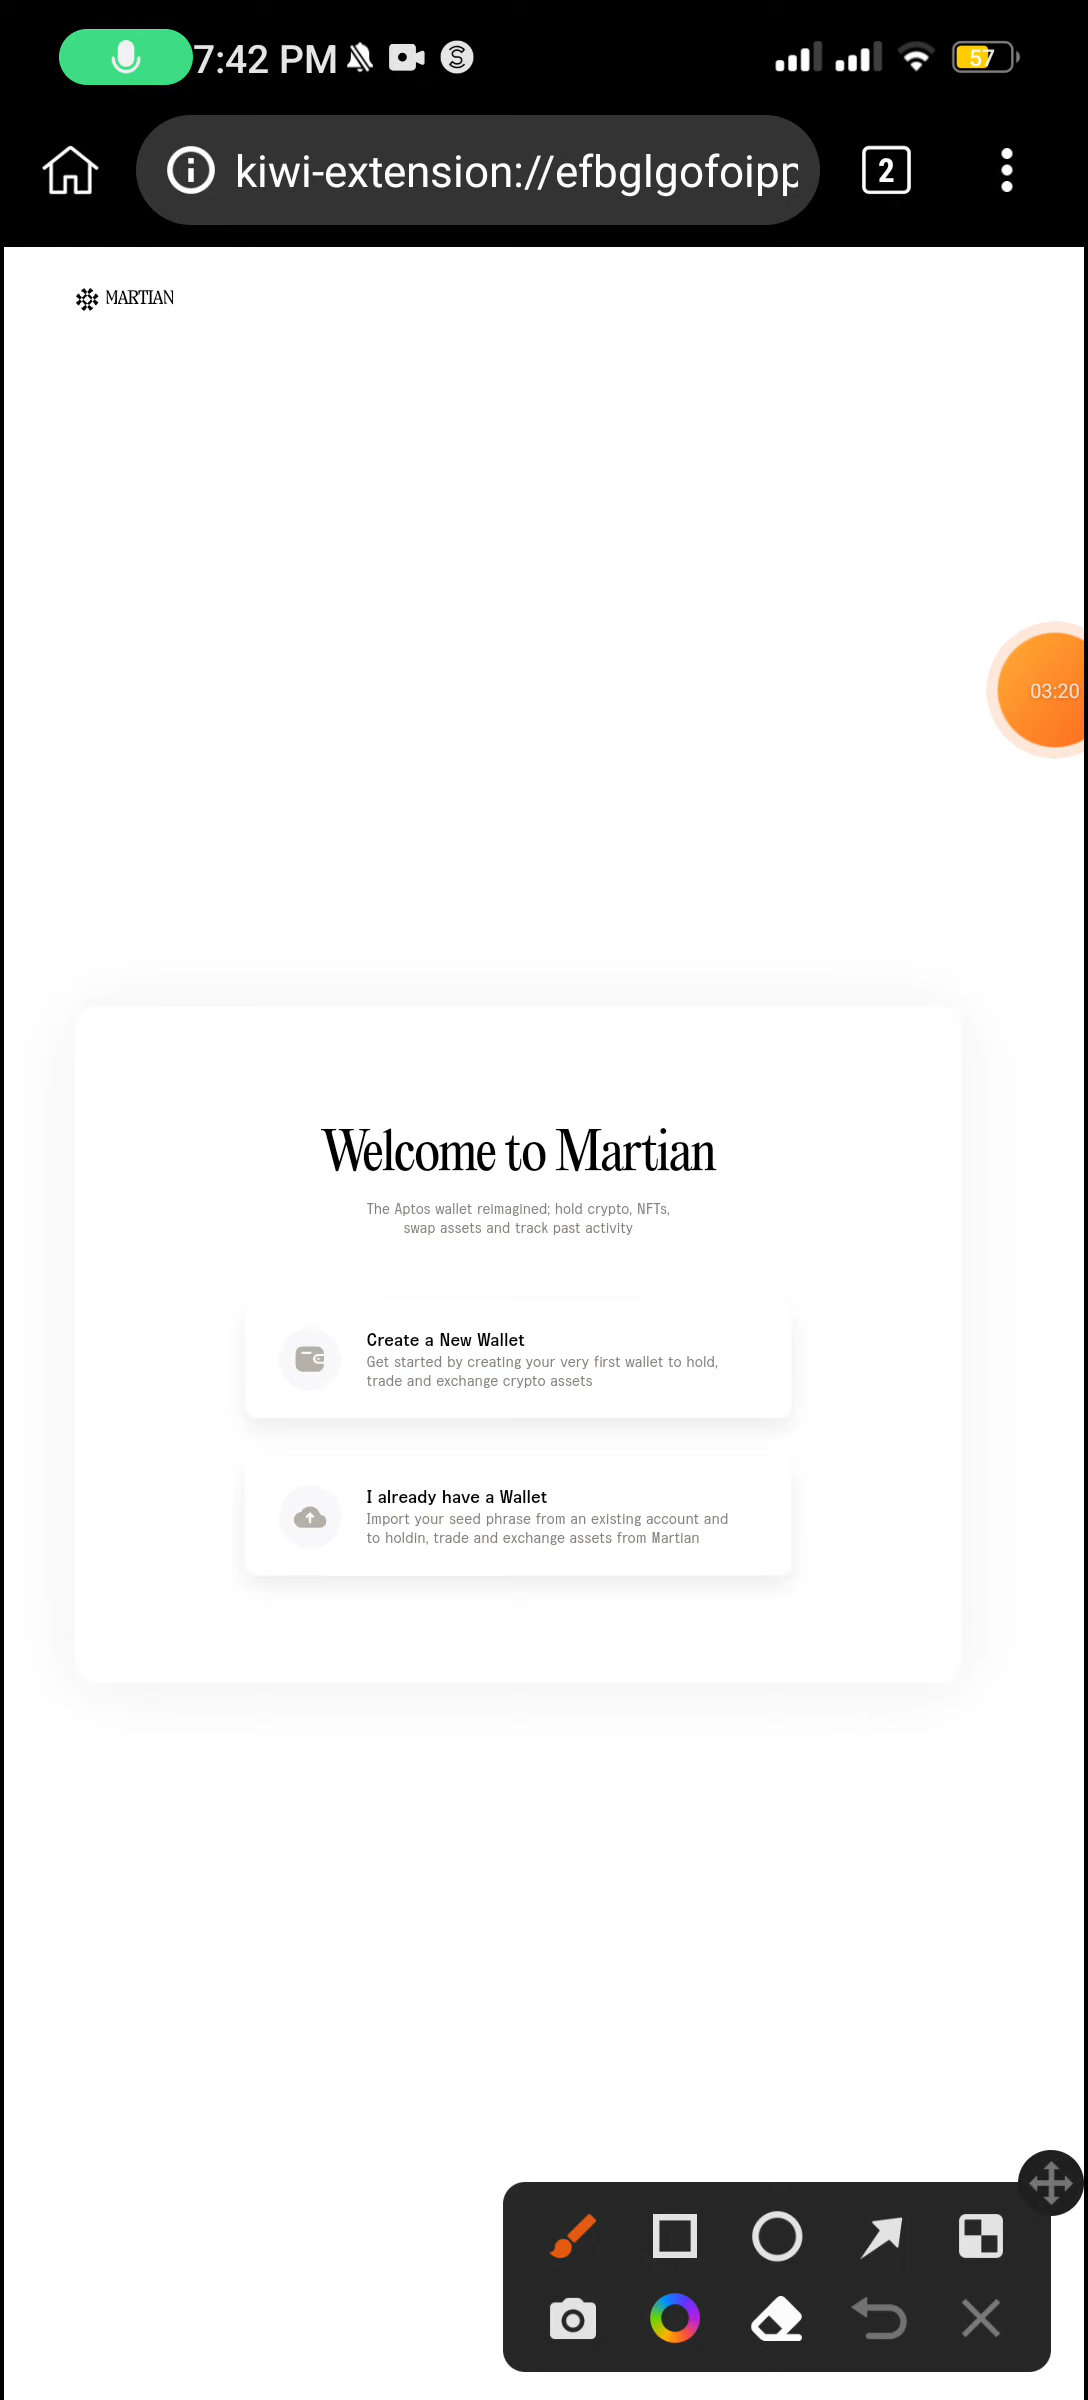 7:42 PM
57
kiwi-extension://efbglgofoipp
2
MARTIAN
03:20
Welcome to Martian
The Aptos wallet reimagined; hold crypto, NFTs,
swap assets and track past activity
Create a New Wallet
Get started by creating your very first wallet to hold,
trade and exchange crypto assets
I already have a Wallet
Import your seed phrase from an existing account and
to holdin, trade and exchange assets from Martian